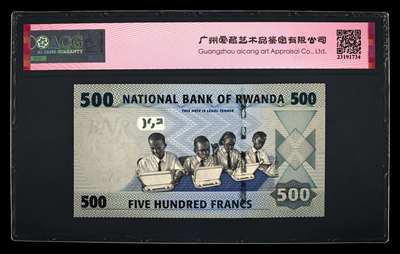 ACG
广州爱藏艺术品鉴定有限公司
Guangzhou aicang art Appraisal Co., Ltd.
23191734
500 NATIONAL BANK OF RWANDA 500
THIS NOTE IS LEGAL TENDER
500
500 FIVE HUNDRED FRANCS